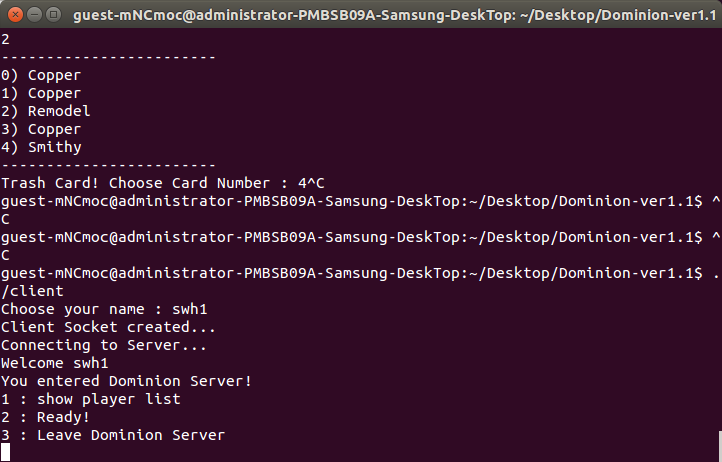 guest-mNCmoc@administrator-PMBSB09A-Samsung-DeskTop: ~/Desktop/Dominion-ver1.1
2
------------------------
0) Copper
1) Copper
2) Remodel
3) Copper
4) Smithy
------------------------
Trash Card! Choose Card Number : 4^C
guest-mNCmoc@administrator-PMBSB09A-Samsung-DeskTop:~/Desktop/Dominion-ver1.1$ ^
C
guest-mNCmoc@administrator-PMBSB09A-Samsung-DeskTop:~/Desktop/Dominion-ver1.1$ ^
C
guest-mNCmoc@administrator-PMBSB09A-Samsung-DeskTop:~/Desktop/Dominion-ver1.1$ .
/client
Choose your name : swh1
Client Socket created...
Connecting to Server...
Welcome swh1
You entered Dominion Server!
1 : show player list
2 : Ready!
3 : Leave Dominion Server